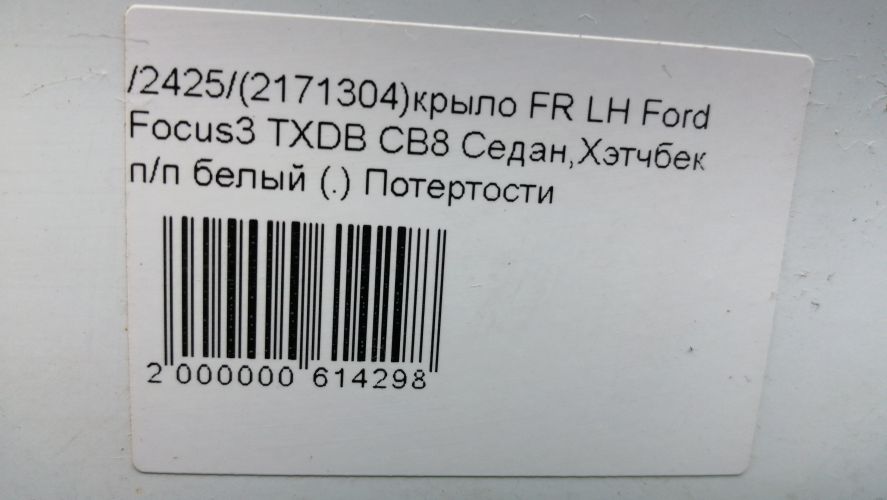 /2425/(2171304)крыло FR LH Ford
Focus3 TXDB CB8 Седан,Хэтчбек
п/п белый (.) Потертости
2 000000 614298